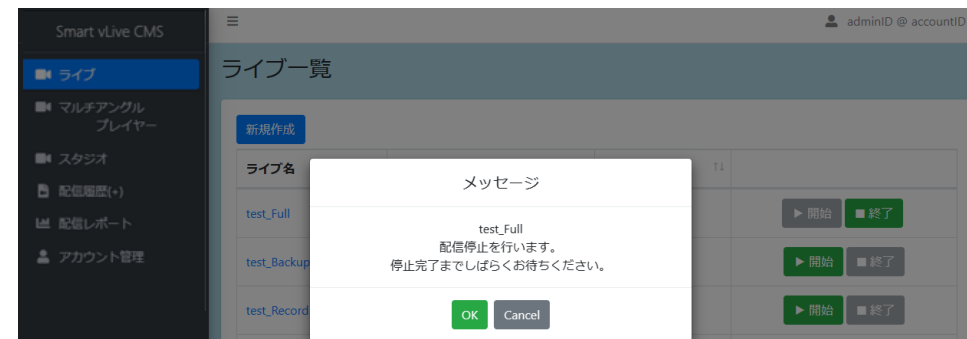 Smart vLive CMS
adminID @ accountID
ライブ
マルチアングル
プレイヤー
スタジオ
配信履歴(+)
配信レポート
アカウント管理
ライブ一覧
新規作成
ライブ名
メッセージ
test_Full
配信停止を行います。
停止完了までしばらくお待ちください。
OK Cancel
test_Full
開始 終了
test_Backup
開始 終了
test_Record
開始 終了